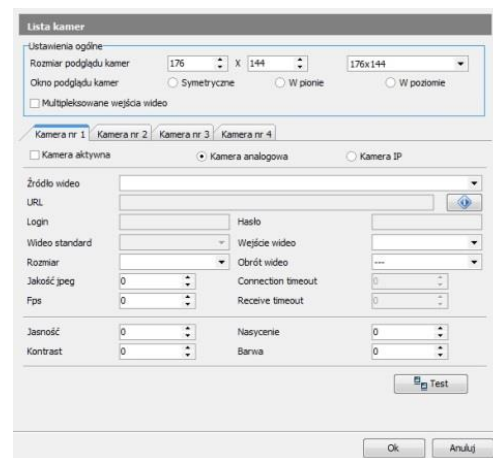 Lista kamer
Ustawienia ogólne
Rozmiar podglądu kamer 176 X 144 176x144
Okno podglądu kamer Symetryczne W pionie W poziomie
Multipleksowane wejścia wideo
Kamera nr 1 Kamera nr 2 Kamera nr 3 Kamera nr 4
Kamera aktywna Kamera analogowa Kamera IP
Źródło wideo
URL
Login Hasło
Wideo standard Wejście wideo
Rozmiar Obrót wideo ---
Jakość jpeg 0 Connection timeout 0
Fps 0 Receive timeout 0
Jasność 0 Nasycenie 0
Kontrast 0 Barwa 0
Test
Ok Anuluj